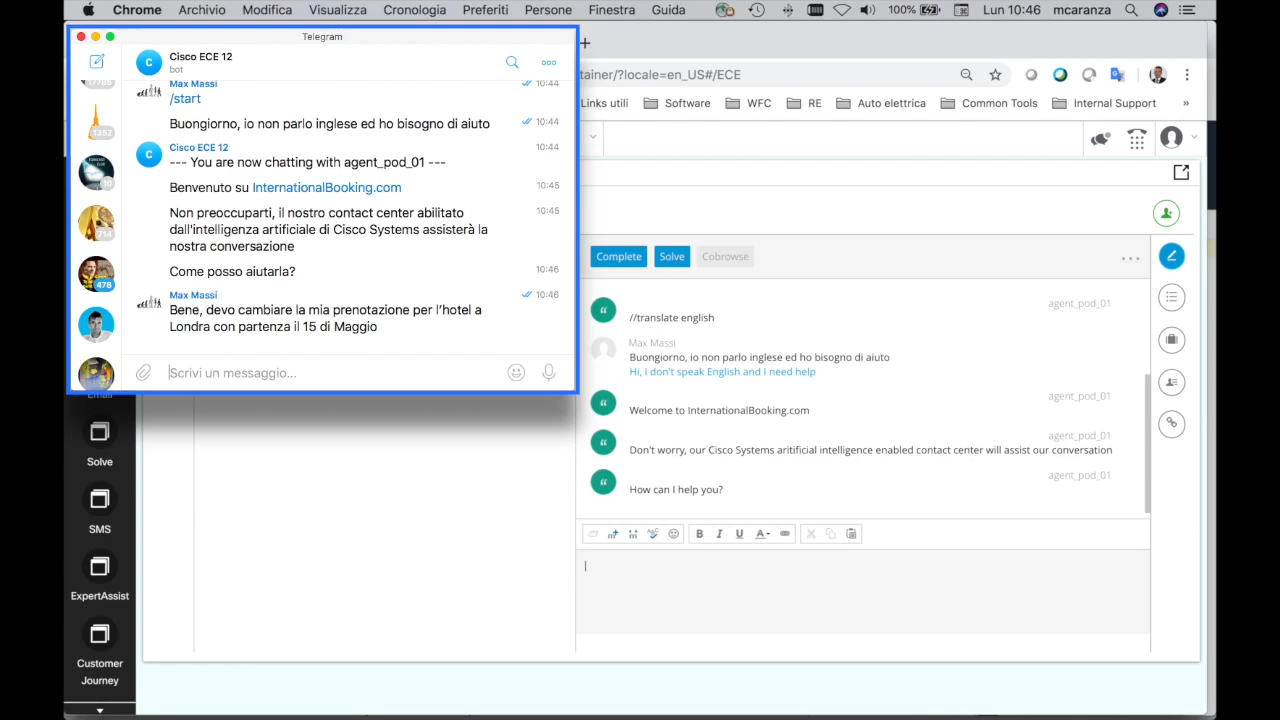 Chrome Archivio Modifica Visualizza Cronologia Preferiti Persone Finestra Guida 100% Lun 10:46 mcaranza
Telegram
Cisco ECE 12
bot
Max Massi
/start
10:44
Buongiorno, io non parlo inglese ed ho bisogno di aiuto
10:44
Cisco ECE 12
--- You are now chatting with agent_pod_01 ---
10:44
Benvenuto su InternationalBooking.com
10:45
Non preoccuparti, il nostro contact center abilitato
dall'intelligenza artificiale di Cisco Systems assisterà la
nostra conversazione
10:45
Come posso aiutarla?
10:46
Max Massi
Bene, devo cambiare la mia prenotazione per l'hotel a
Londra con partenza il 15 di Maggio
10:46
Scrivi un messaggio...
17785
1352
10
714
478
C
C
tainer/?locale=en_US#/ECE
Links utili Software WFC RE Auto elettrica Common Tools Internal Support »
Complete Solve Cobrowse
agent_pod_01
//translate english
Max Massi
Buongiorno, io non parlo inglese ed ho bisogno di aiuto
Hi, I don't speak English and I need help
agent_pod_01
Welcome to InternationalBooking.com
agent_pod_01
Don't worry, our Cisco Systems aritificial intelligence enabled contact center will assist our conversation
agent_pod_01
How can I help you?
B I U A
Email
Solve
SMS
ExpertAssist
Customer
Journey